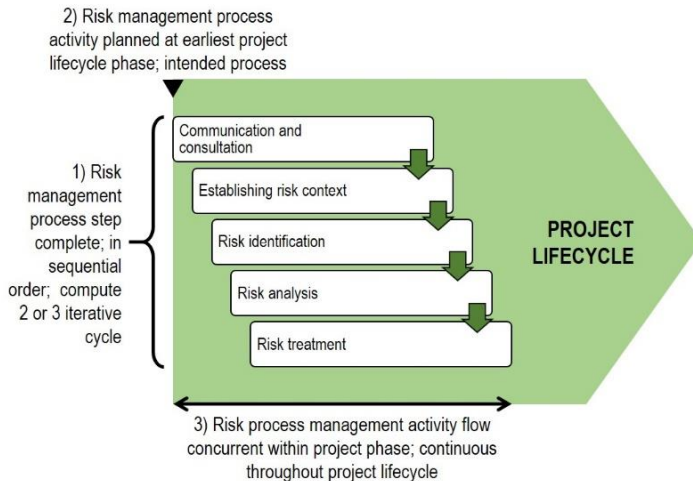 2) Risk management process
activity planned at earliest project
lifecycle phase; intended process
1) Risk
management
process step
complete; in
sequential
order; compute
2 or 3 iterative
cycle
Communication and
consultation
Establishing risk context
Risk identification
Risk analysis
Risk treatment
PROJECT
LIFECYCLE
3) Risk process management activity flow
concurrent within project phase; continuous
throughout project lifecycle